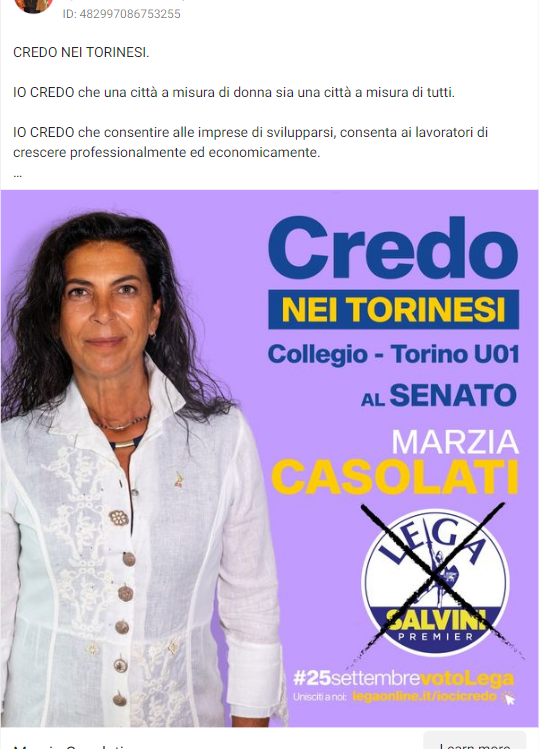 ID: 482997086753255
CREDO NEI TORINESI.
IO CREDO che una città a misura di donna sia una città a misura di tutti.
IO CREDO che consentire alle imprese di svilupparsi, consenta ai lavoratori di
crescere professionalmente ed economicamente.
...
Credo
NEI TORINESI
Collegio - Torino U01
AL SENATO
MARZIA
CASOLATI
LEGA
SALVINI
PREMIER
#25settembrevotoLega
Unisciti a noi: legaonline.it/iocicredo